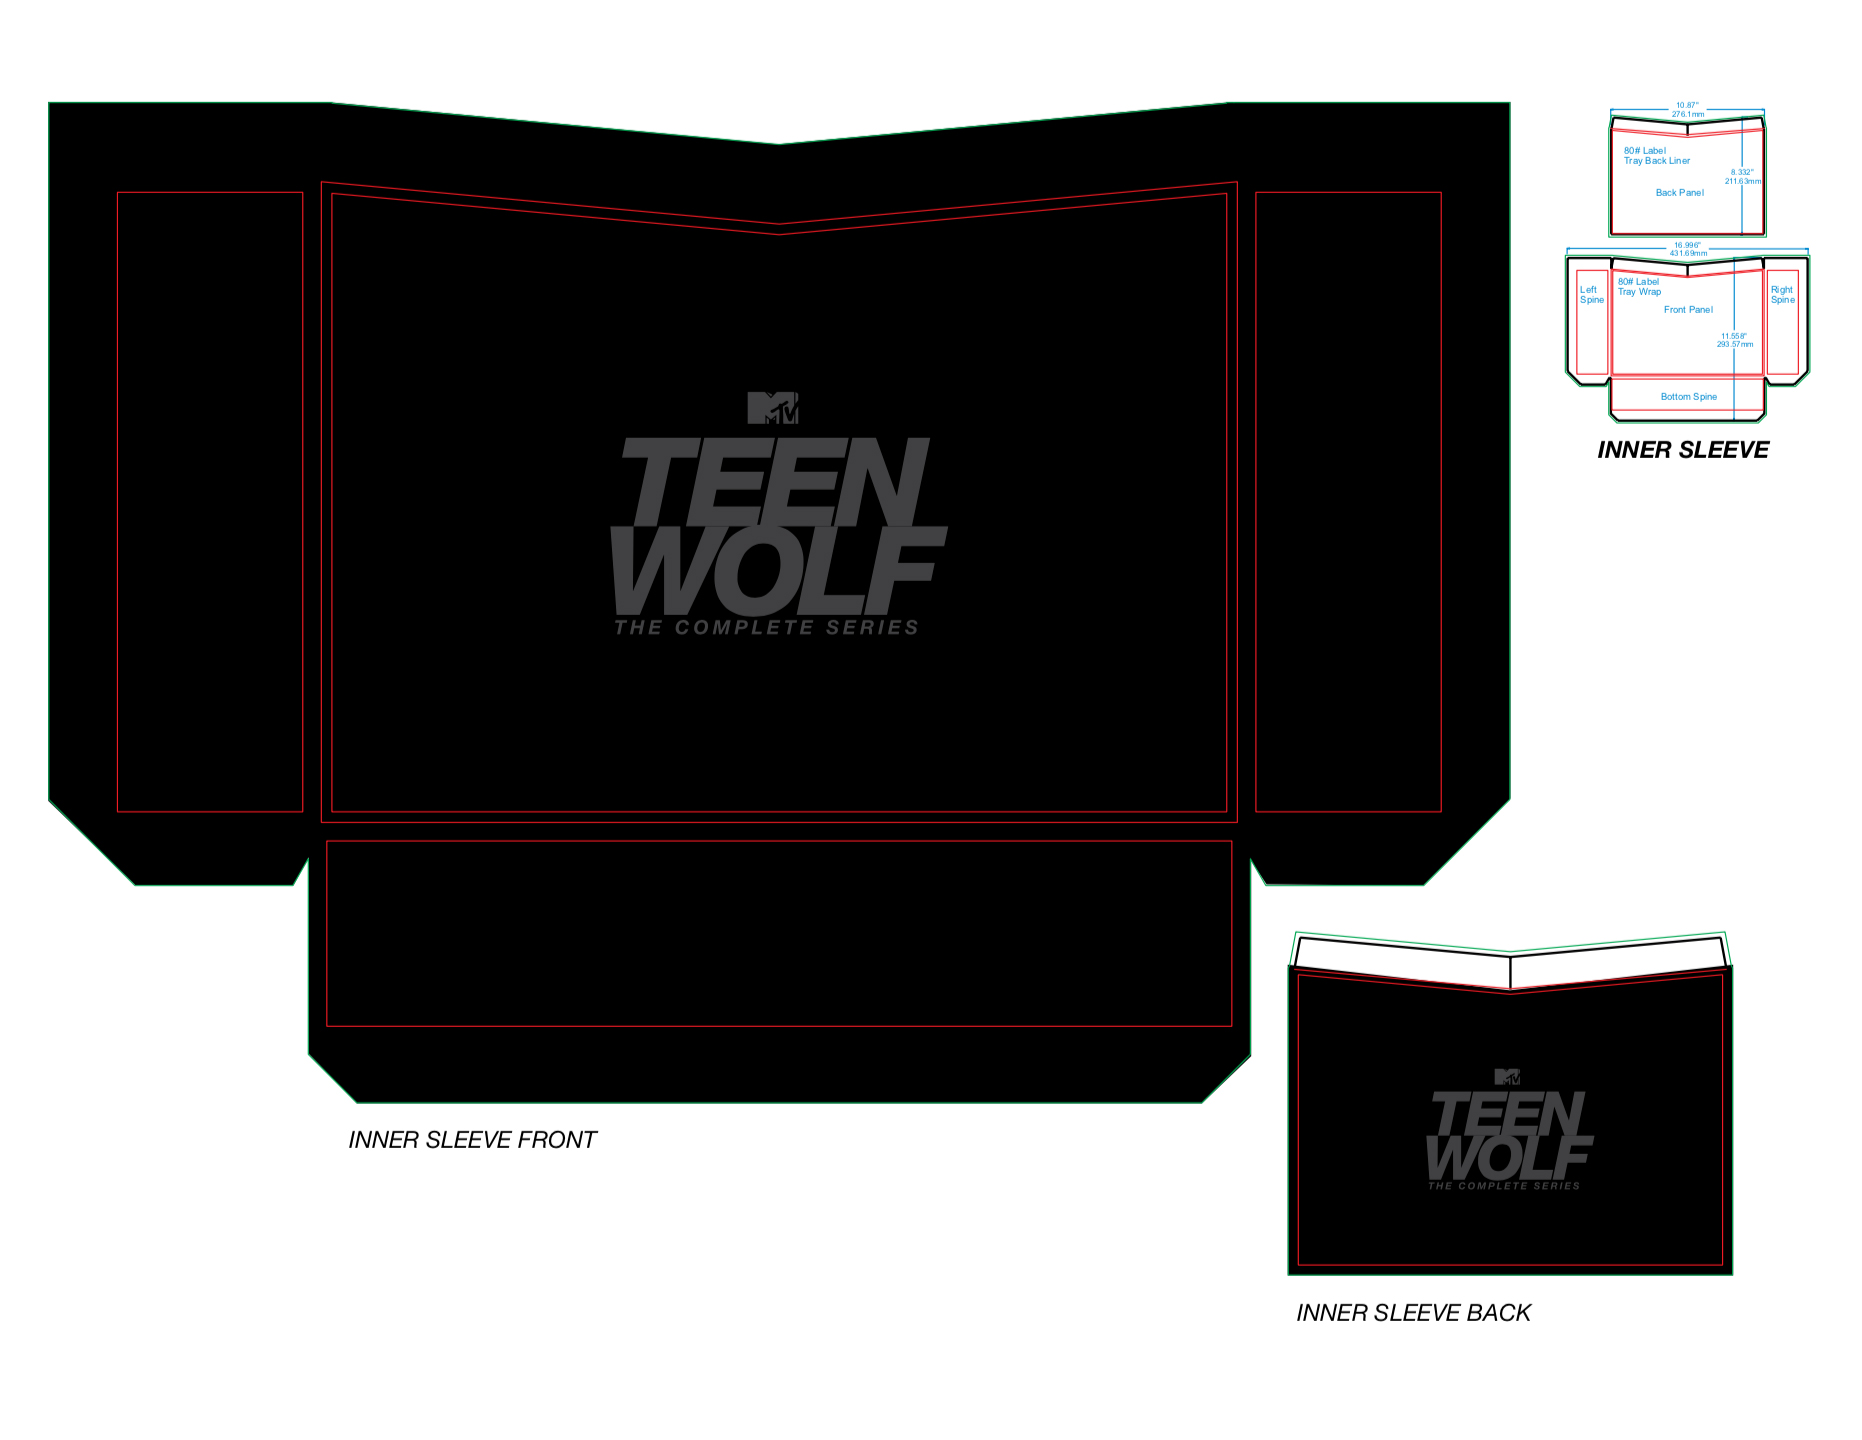 10.87"
276.1mm
80# Label
Tray Back Liner
8.332"
211.63mm
Back Panel
16.996"
431.69mm
80# Label
Tray Wrap
Left
Spine
Right
Spine
Front Panel
11.558"
293.57mm
Bottom Spine
INNER SLEEVE
MTV
TEEN
WOLF
THE COMPLETE SERIES
INNER SLEEVE FRONT
MTV
TEEN
WOLF
THE COMPLETE SERIES
INNER SLEEVE BACK